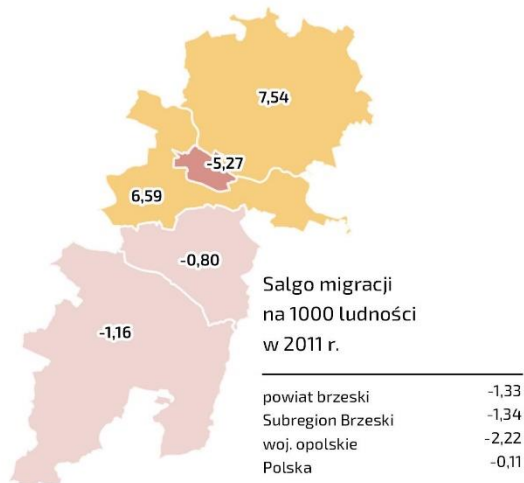 7,54
-5,27
6,59
-0,80
-1,16
Salgo migracji
na 1000 ludności
w 2011 r.
powiat brzeski -1,33
Subregion Brzeski -1,34
woj. opolskie -2,22
Polska -0,11